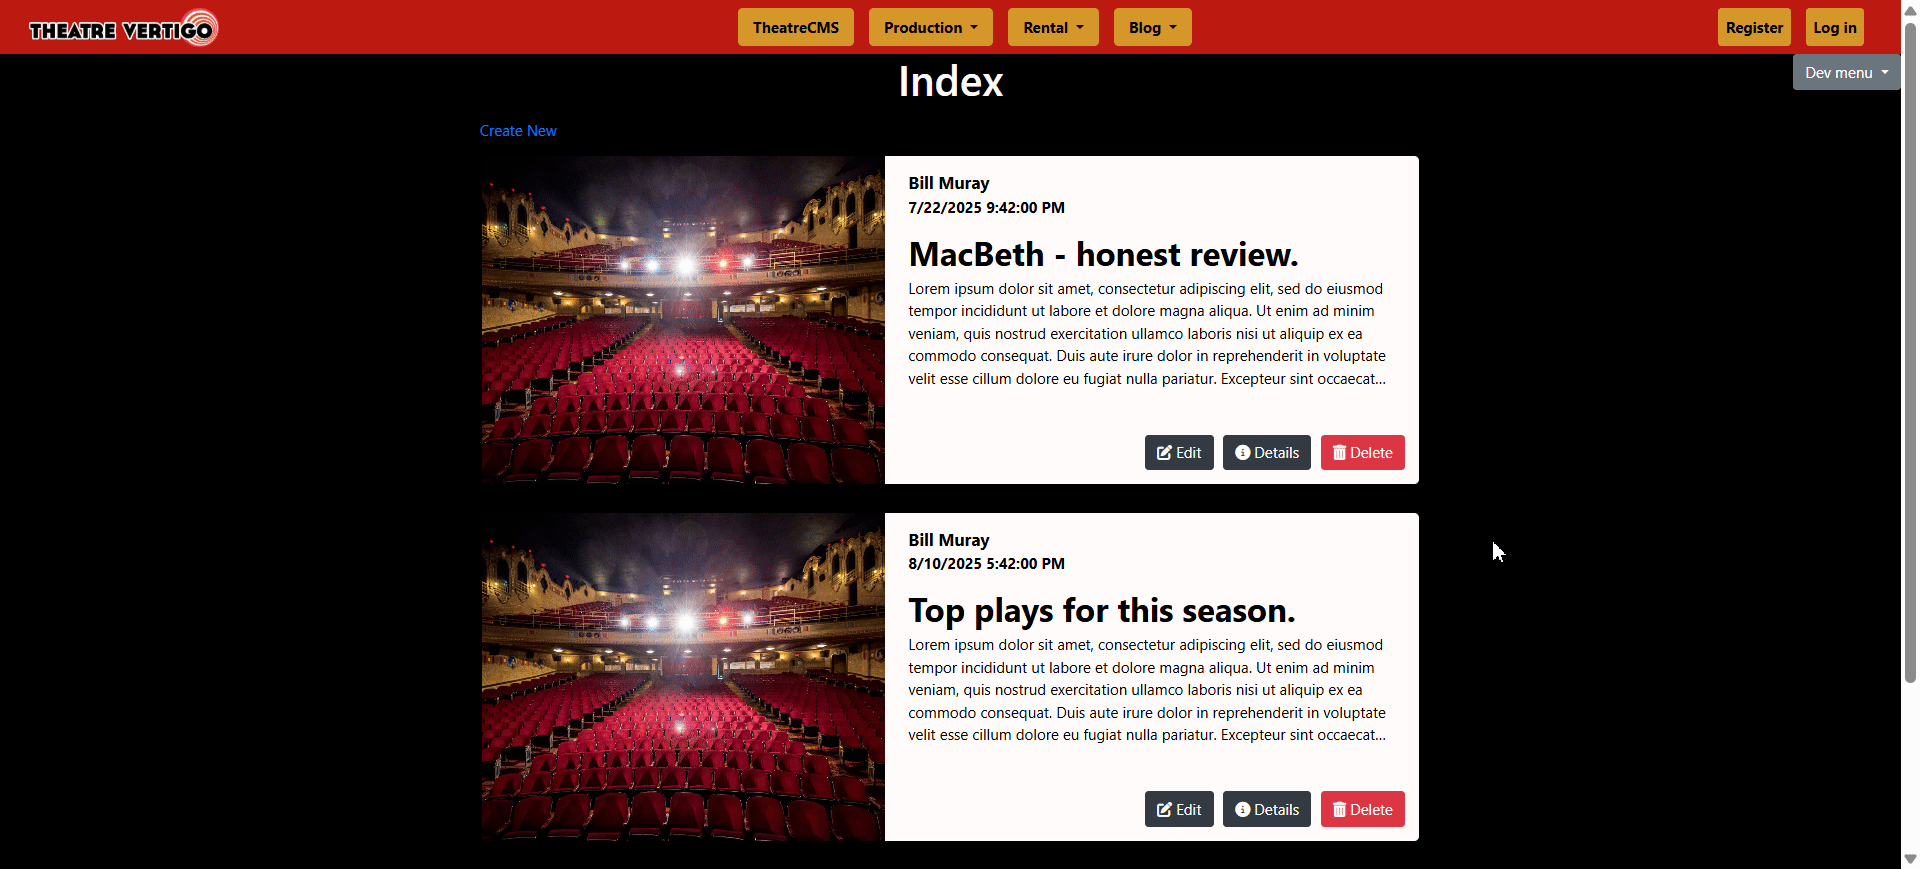 THEATRE VERTIGO
TheatreCMS
Production
Rental
Blog
Register
Log in
Dev menu
Index
Create New
Bill Muray
7/22/2025 9:42:00 PM
MacBeth - honest review.
Lorem ipsum dolor sit amet, consectetur adipiscing elit, sed do eiusmod
tempor incididunt ut labore et dolore magna aliqua. Ut enim ad minim
veniam, quis nostrud exercitation ullamco laboris nisi ut aliquip ex ea
commodo consequat. Duis aute irure dolor in reprehenderit in voluptate
velit esse cillum dolore eu fugiat nulla pariatur. Excepteur sint occaecat...
Edit
Details
Delete
Bill Muray
8/10/2025 5:42:00 PM
Top plays for this season.
Lorem ipsum dolor sit amet, consectetur adipiscing elit, sed do eiusmod
tempor incididunt ut labore et dolore magna aliqua. Ut enim ad minim
veniam, quis nostrud exercitation ullamco laboris nisi ut aliquip ex ea
commodo consequat. Duis aute irure dolor in reprehenderit in voluptate
velit esse cillum dolore eu fugiat nulla pariatur. Excepteur sint occaecat...
Edit
Details
Delete